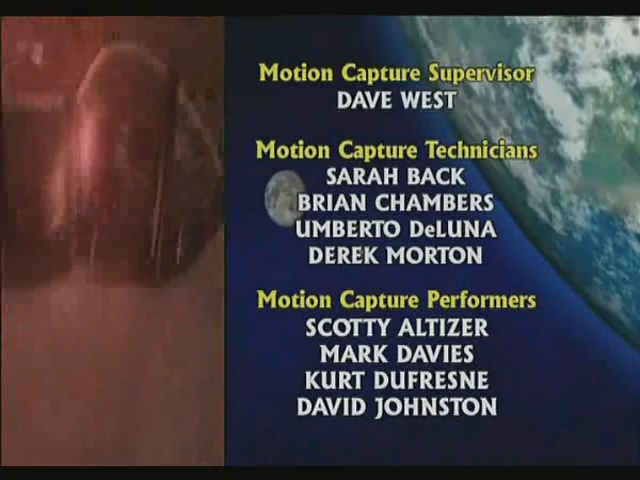 Motion Capture Supervisor
DAVE WEST
Motion Capture Technicians
SARAH BACK
BRIAN CHAMBERS
UMBERTO DeLUNA
DEREK MORTON
Motion Capture Performers
SCOTTY ALTIZER
MARK DAVIES
KURT DUFRESNE
DAVID JOHNSTON